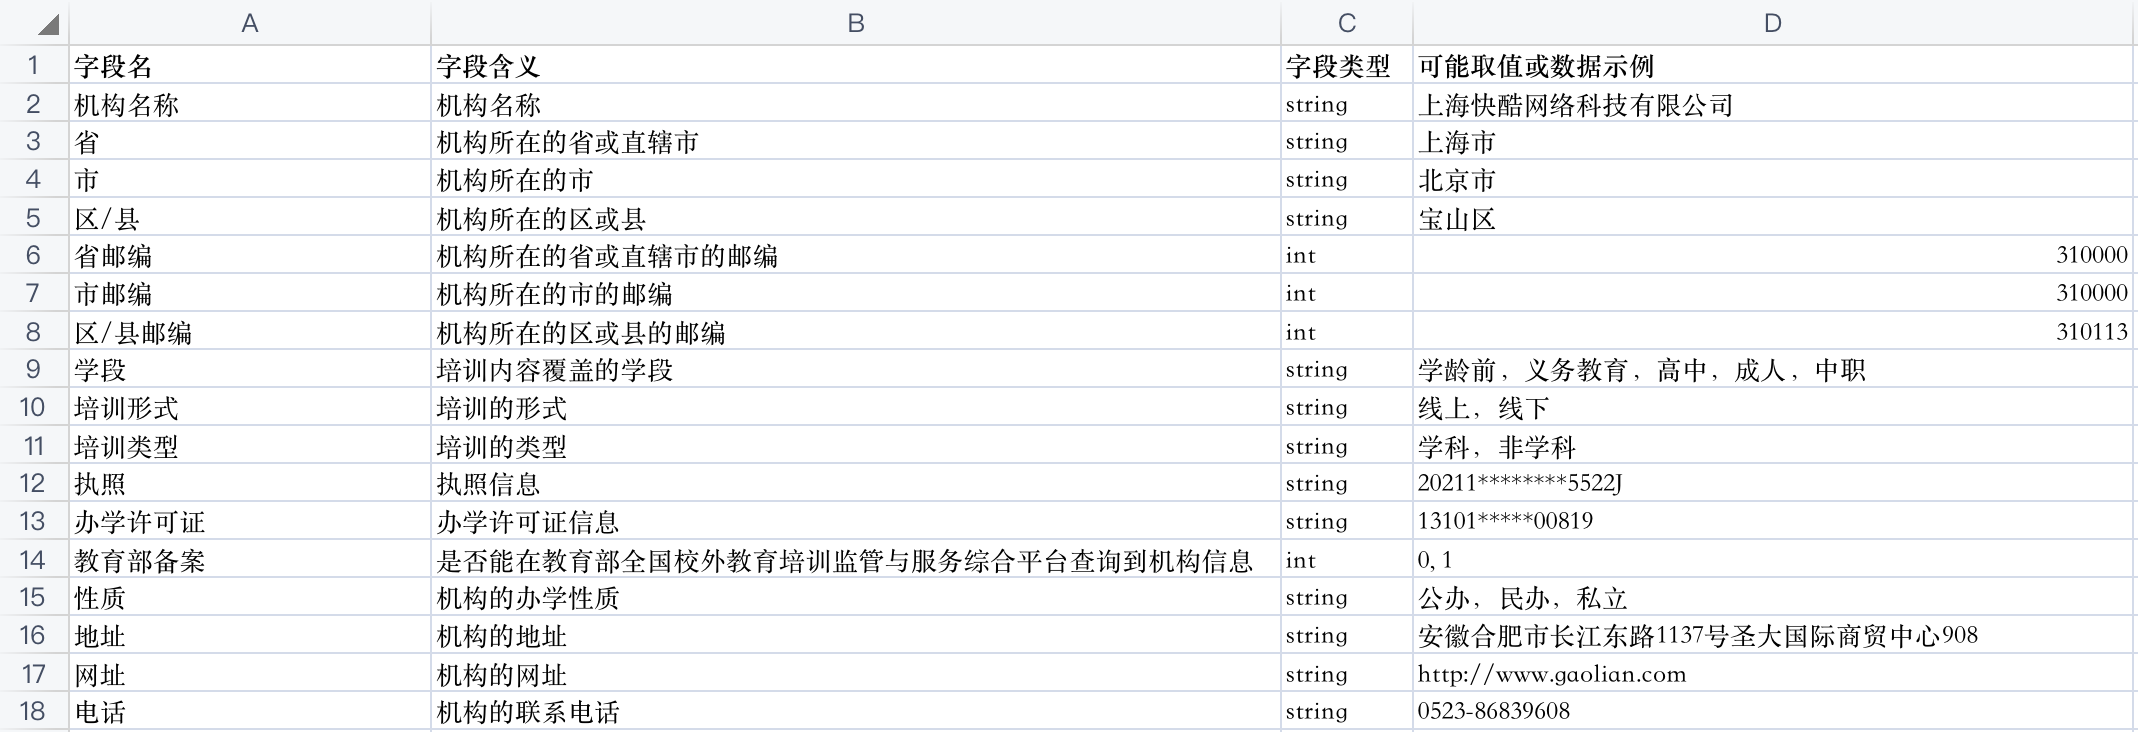 A B C D
1 字段名 字段含义 字段类型 可能取值或数据示例
2 机构名称 机构名称 string 上海快酷网络科技有限公司
3 省 机构所在的省或直辖市 string 上海市
4 市 机构所在的市 string 北京市
5 区/县 机构所在的区或县 string 宝山区
6 省邮编 机构所在的省或直辖市的邮编 int 310000
7 市邮编 机构所在的市的邮编 int 310000
8 区/县邮编 机构所在的区或县的邮编 int 310113
9 学段 培训内容覆盖的学段 string 学龄前，义务教育，高中，成人，中职
10 培训形式 培训的形式 string 线上，线下
11 培训类型 培训的类型 string 学科，非学科
12 执照 执照信息 string 20211********5522J
13 办学许可证 办学许可证信息 string 13101*****00819
14 教育部备案 是否能在教育部全国校外教育培训监管与服务综合平台查询到机构信息 int 0, 1
15 性质 机构的办学性质 string 公办，民办，私立
16 地址 机构的地址 string 安徽合肥市长江东路1137号圣大国际商贸中心908
17 网址 机构的网址 string http://www.gaolian.com
18 电话 机构的联系电话 string 0523-86839608